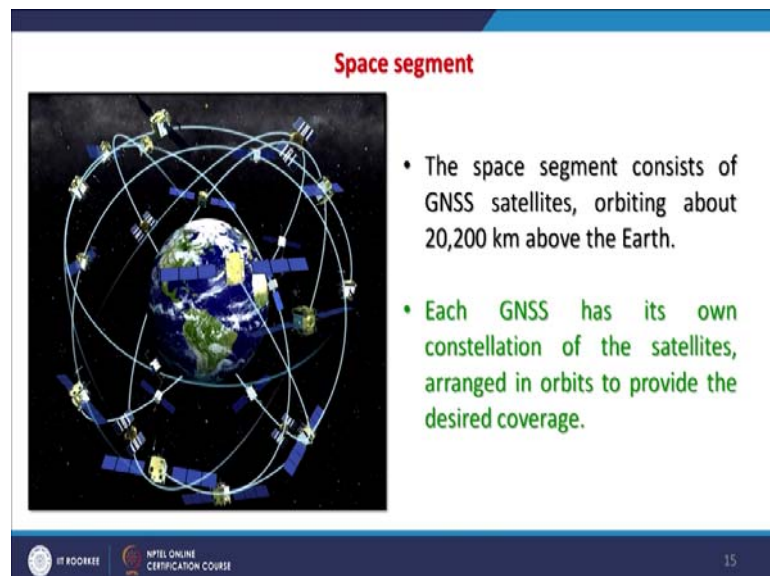 Space segment
• The space segment consists of
GNSS satellites, orbiting about
20,200 km above the Earth.
• Each GNSS has its own
constellation of the satellites,
arranged in orbits to provide the
desired coverage.
IIT ROORKEE
NPTEL ONLINE
CERTIFICATION COURSE
15